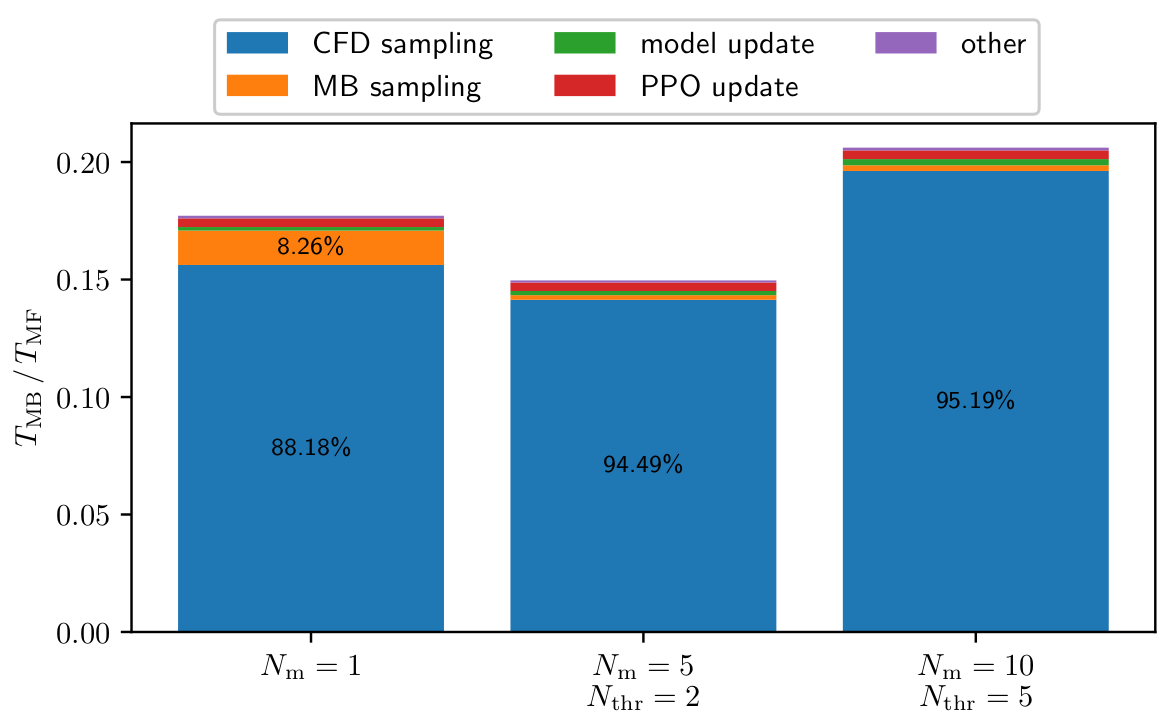 CFD sampling model update other
MB sampling PPO update
T_MB / T_MF
0.20
0.15
0.10
0.05
0.00
8.26%
88.18%
94.49%
95.19%
N_m = 1 N_m = 5 N_m = 10
N_thr = 2 N_thr = 5